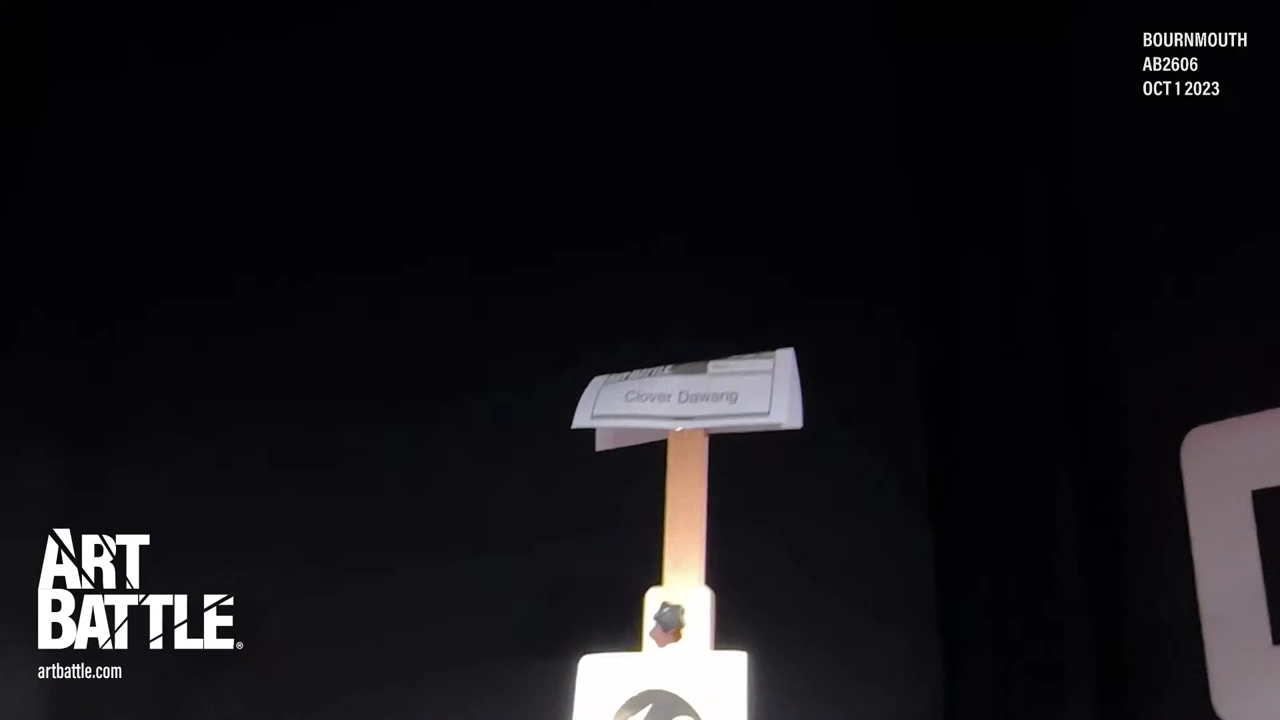 BOURNMOUTH
AB2606
OCT 1 2023
Clover Dawang
ART
BATTLE®
artbattle.com